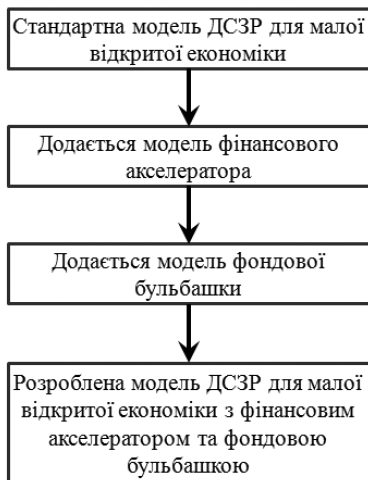 Стандартна модель ДСЗР для малої
відкритої економіки
Додається модель фінансового
акселератора
Додається модель фондової
бульбашки
Розроблена модель ДСЗР для малої
відкритої економіки з фінансовим
акселератором та фондовою
бульбашкою